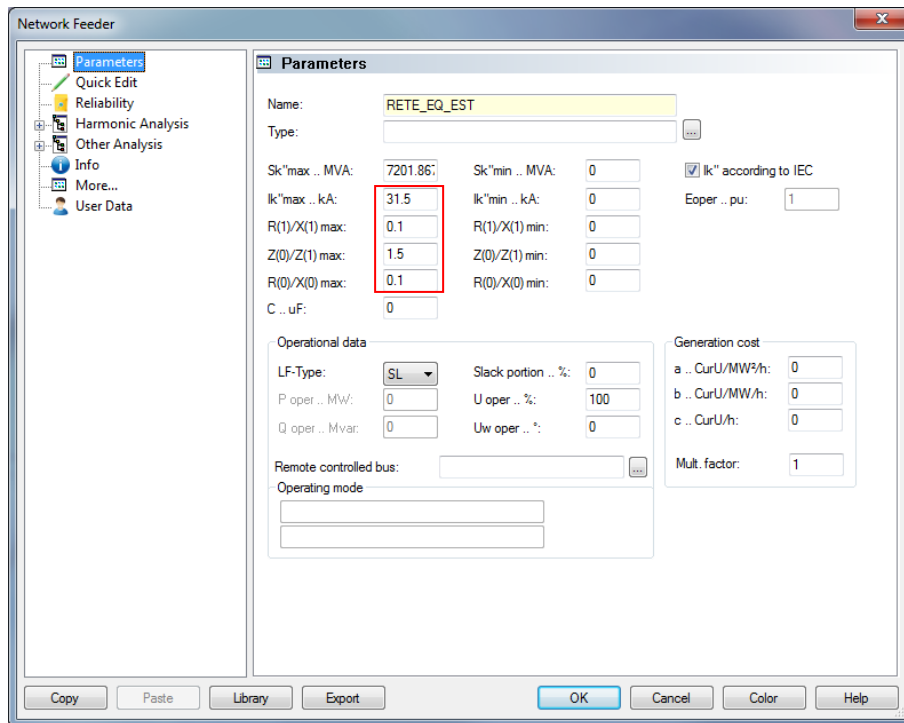 Network Feeder
Parameters
Quick Edit
Reliability
Harmonic Analysis
Other Analysis
Info
More...
User Data
Parameters
Name: RETE_EQ_EST
Type: ...
Sk"max .. MVA: 7201.867 Sk"min .. MVA: 0 Ik" according to IEC
Ik"max .. kA: 31.5 Ik"min .. kA: 0 Eoper .. pu: 1
R(1)/X(1) max: 0.1 R(1)/X(1) min: 0
Z(0)/Z(1) max: 1.5 Z(0)/Z(1) min: 0
R(0)/X(0) max: 0.1 R(0)/X(0) min: 0
C .. uF: 0
Operational data
LF-Type: SL Slack portion .. %: 0
P oper .. MW: 0 U oper .. %: 100
Q oper .. Mvar: 0 Uw oper .. °: 0
Remote controlled bus: ...
Operating mode
Generation cost
a .. CurU/MW²/h: 0
b .. CurU/MW/h: 0
c .. CurU/h: 0
Mult. factor: 1
Copy Paste Library Export OK Cancel Color Help